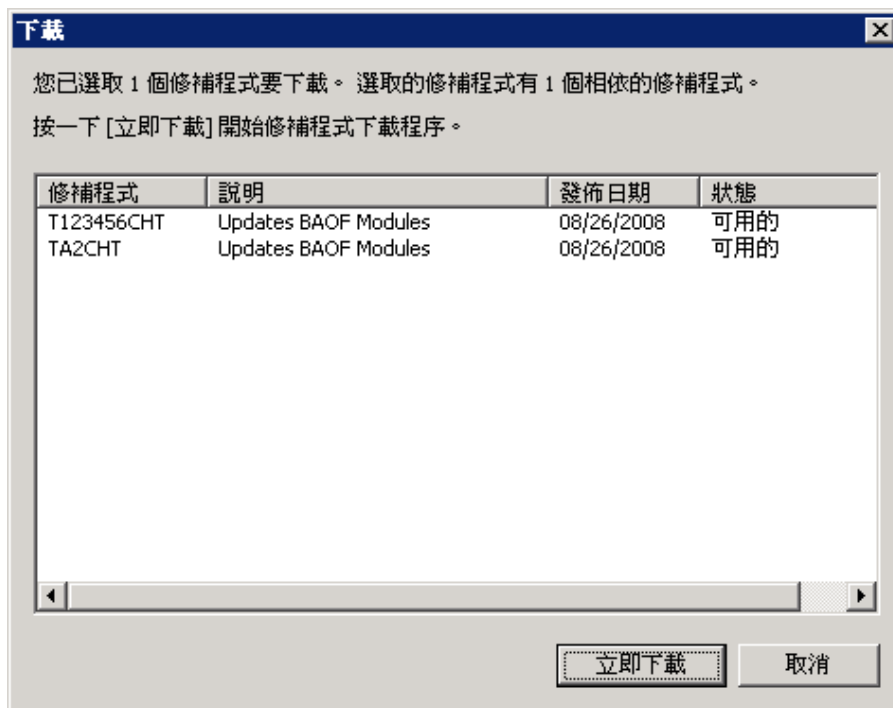 下載
您已選取 1 個修補程式要下載。 選取的修補程式有 1 個相依的修補程式。
按一下 [立即下載] 開始修補程式下載程序。
修補程式 說明 發佈日期 狀態
T123456CHT Updates BAOF Modules 08/26/2008 可用的
TA2CHT Updates BAOF Modules 08/26/2008 可用的
立即下載 取消